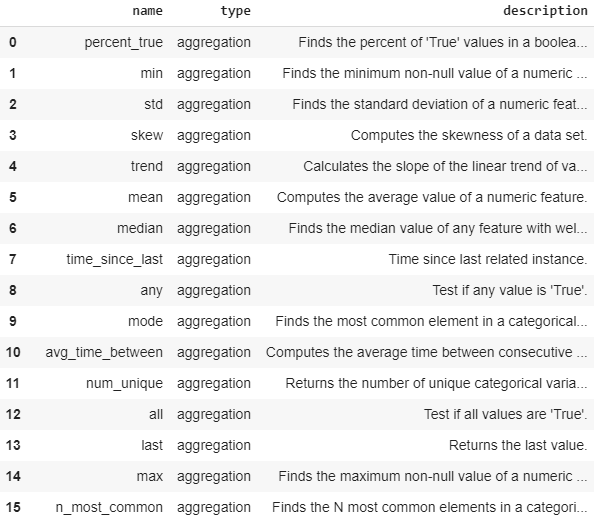 name type description
0 percent_true aggregation Finds the percent of 'True' values in a boolea...
1 min aggregation Finds the minimum non-null value of a numeric ...
2 std aggregation Finds the standard deviation of a numeric feat...
3 skew aggregation Computes the skewness of a data set.
4 trend aggregation Calculates the slope of the linear trend of va...
5 mean aggregation Computes the average value of a numeric feature.
6 median aggregation Finds the median value of any feature with wel...
7 time_since_last aggregation Time since last related instance.
8 any aggregation Test if any value is 'True'.
9 mode aggregation Finds the most common element in a categorical...
10 avg_time_between aggregation Computes the average time between consecutive ...
11 num_unique aggregation Returns the number of unique categorical varia...
12 all aggregation Test if all values are 'True'.
13 last aggregation Returns the last value.
14 max aggregation Finds the maximum non-null value of a numeric ...
15 n_most_common aggregation Finds the N most common elements in a categori...